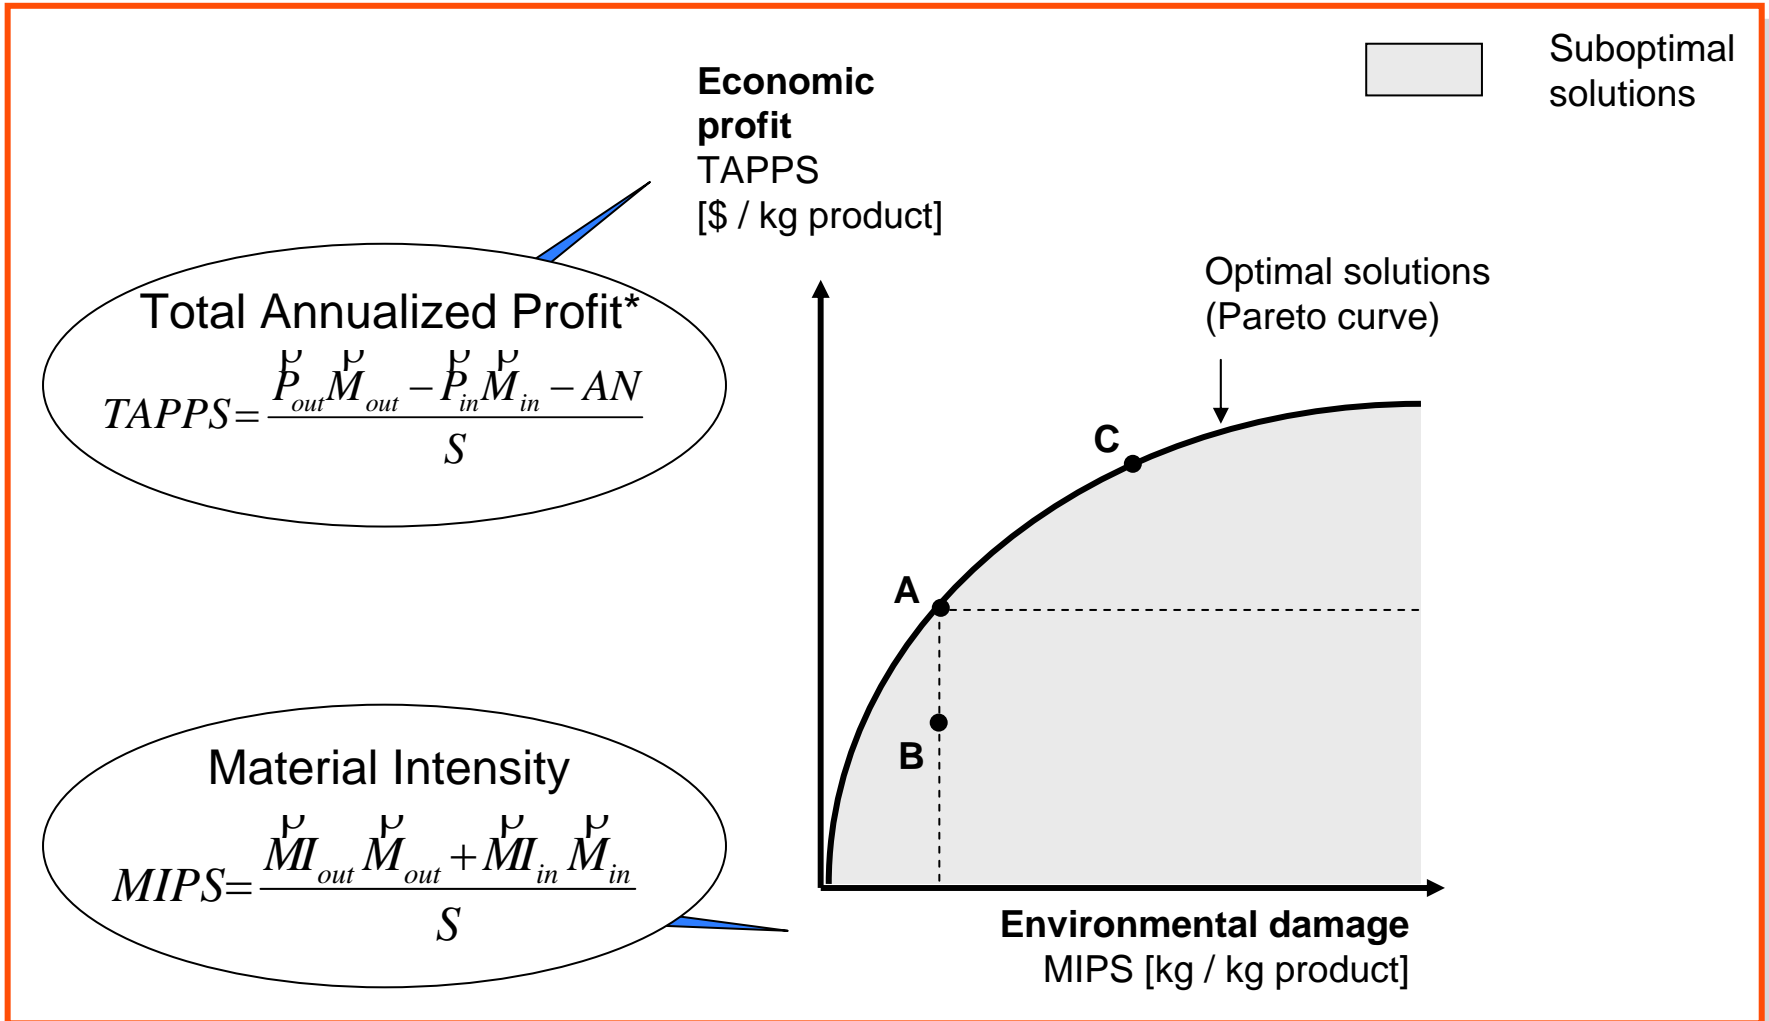 Suboptimal
solutions
Economic
profit
TAPPS
[$ / kg product]
Optimal solutions
(Pareto curve)
Total Annualized Profit*
ρ ρ ρ ρ
TAPPS = (P_out M_out − P_in M_in − AN) / S
C
A
B
Material Intensity
ρ ρ ρ ρ
MIPS = (MI_out M_out + MI_in M_in) / S
Environmental damage
MIPS [kg / kg product]